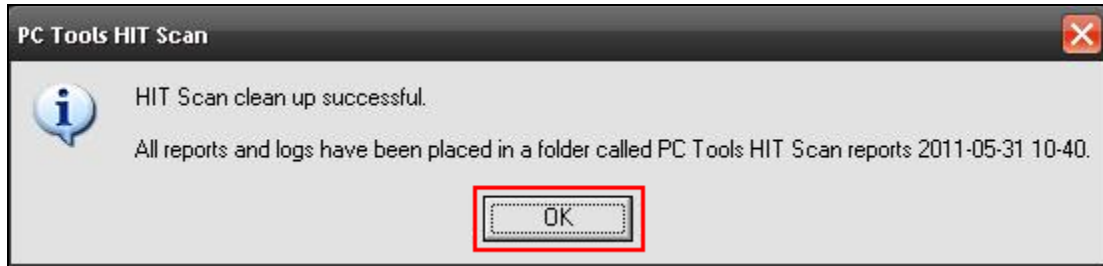 PC Tools HIT Scan
HIT Scan clean up successful.
All reports and logs have been placed in a folder called PC Tools HIT Scan reports 2011-05-31 10-40.
OK